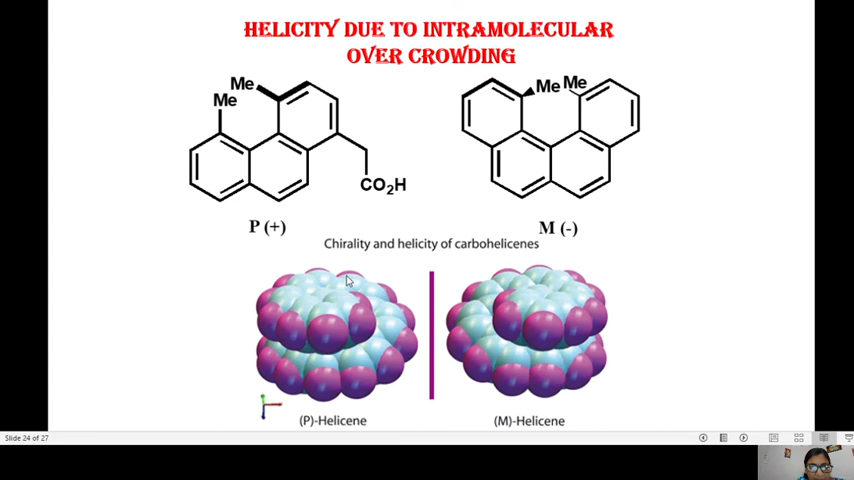 HELICITY DUE TO INTRAMOLECULAR
OVER CROWDING
Me
Me
CO2H
P (+)
Me
Me
M (-)
Chirality and helicity of carbohelicenes
(P)-Helicene
(M)-Helicene
Slide 24 of 27